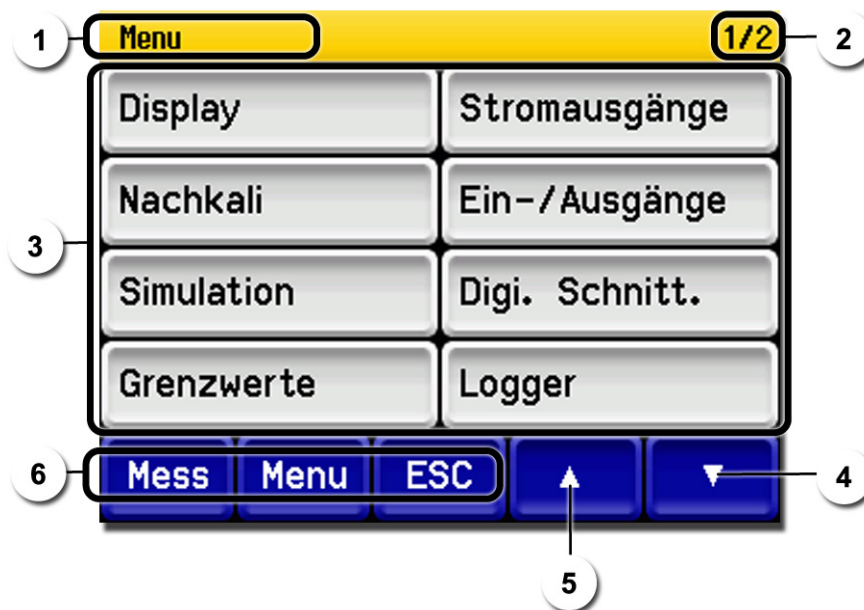 1 Menu 1/2 2
Display Stromausgänge
Nachkali Ein-/Ausgänge
3
Simulation Digi. Schnitt.
Grenzwerte Logger
6 Mess Menu ESC 4
5